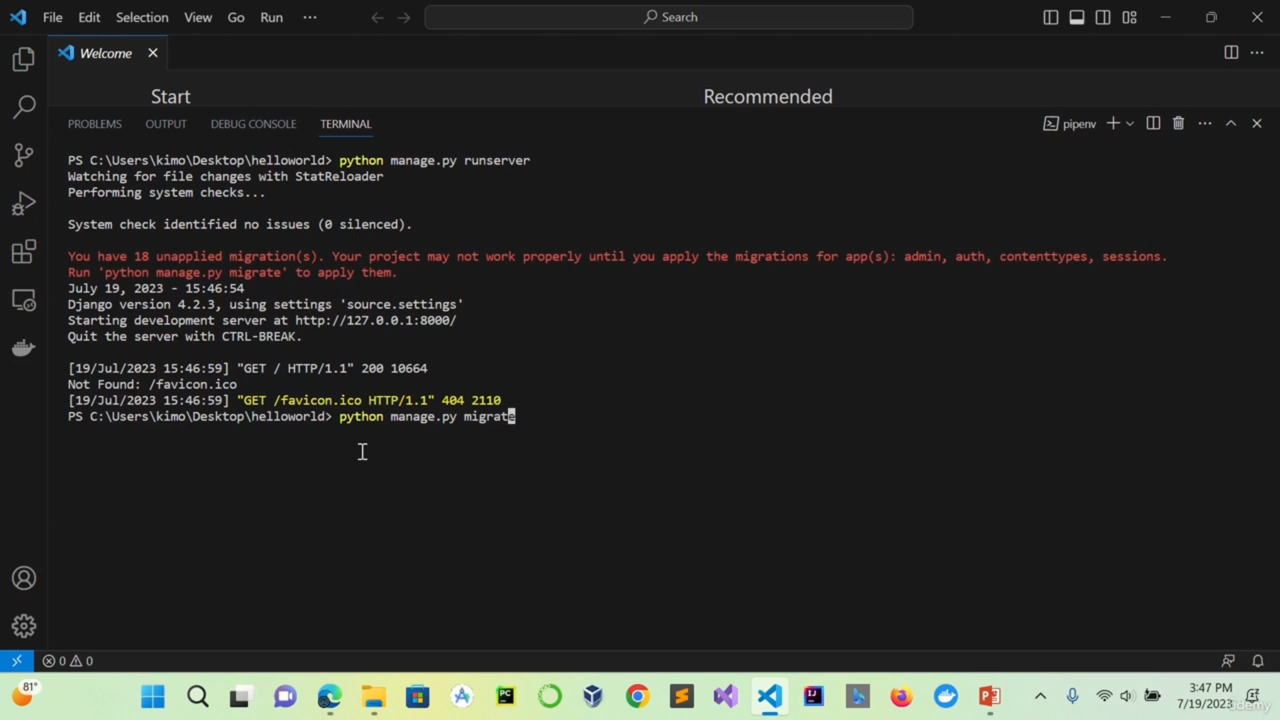 File Edit Selection View Go Run ··· Search
Welcome
Start Recommended
PROBLEMS OUTPUT DEBUG CONSOLE TERMINAL pipenv
PS C:\Users\kimo\Desktop\helloworld> python manage.py runserver
Watching for file changes with StatReloader
Performing system checks...
System check identified no issues (0 silenced).
You have 18 unapplied migration(s). Your project may not work properly until you apply the migrations for app(s): admin, auth, contenttypes, sessions.
Run 'python manage.py migrate' to apply them.
July 19, 2023 - 15:46:54
Django version 4.2.3, using settings 'source.settings'
Starting development server at http://127.0.0.1:8000/
Quit the server with CTRL-BREAK.
[19/Jul/2023 15:46:59] "GET / HTTP/1.1" 200 10664
Not Found: /favicon.ico
[19/Jul/2023 15:46:59] "GET /favicon.ico HTTP/1.1" 404 2110
PS C:\Users\kimo\Desktop\helloworld> python manage.py migrate
0 0
81°
PC
3:47 PM
7/19/2023
Udemy